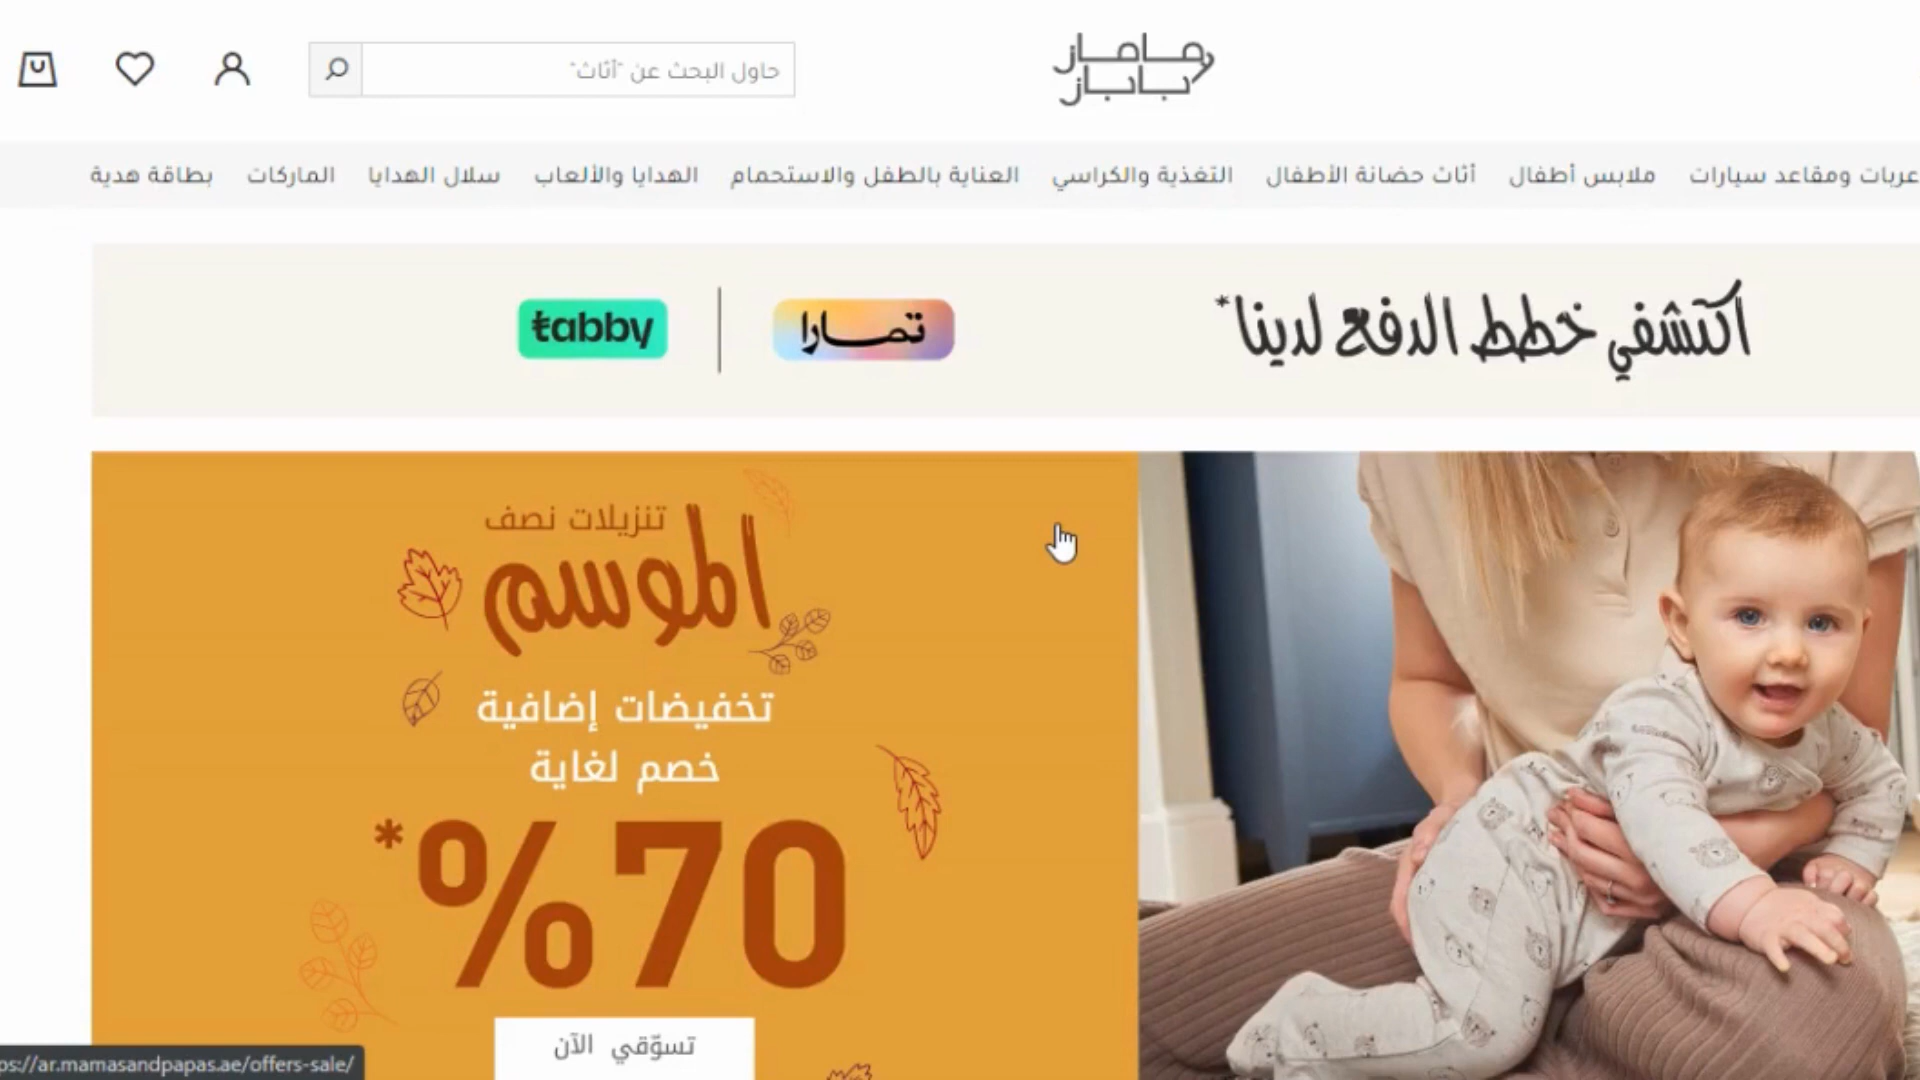 ماماز
وباباز
حاول البحث عن "أثاث"
عربات ومقاعد سيارات
ملابس أطفال
أثاث حضانة الأطفال
التغذية والكراسي
العناية بالطفل والاستحمام
الهدايا والألعاب
سلال الهدايا
الماركات
بطاقة هدية
اكتشفي خطط الدفع لدينا*
تمارا
tabby
تنزيلات نصف
الموسم
تخفيضات إضافية
خصم لغاية
70%*
تسوّقي الآن
ps://ar.mamasandpapas.ae/offers-sale/